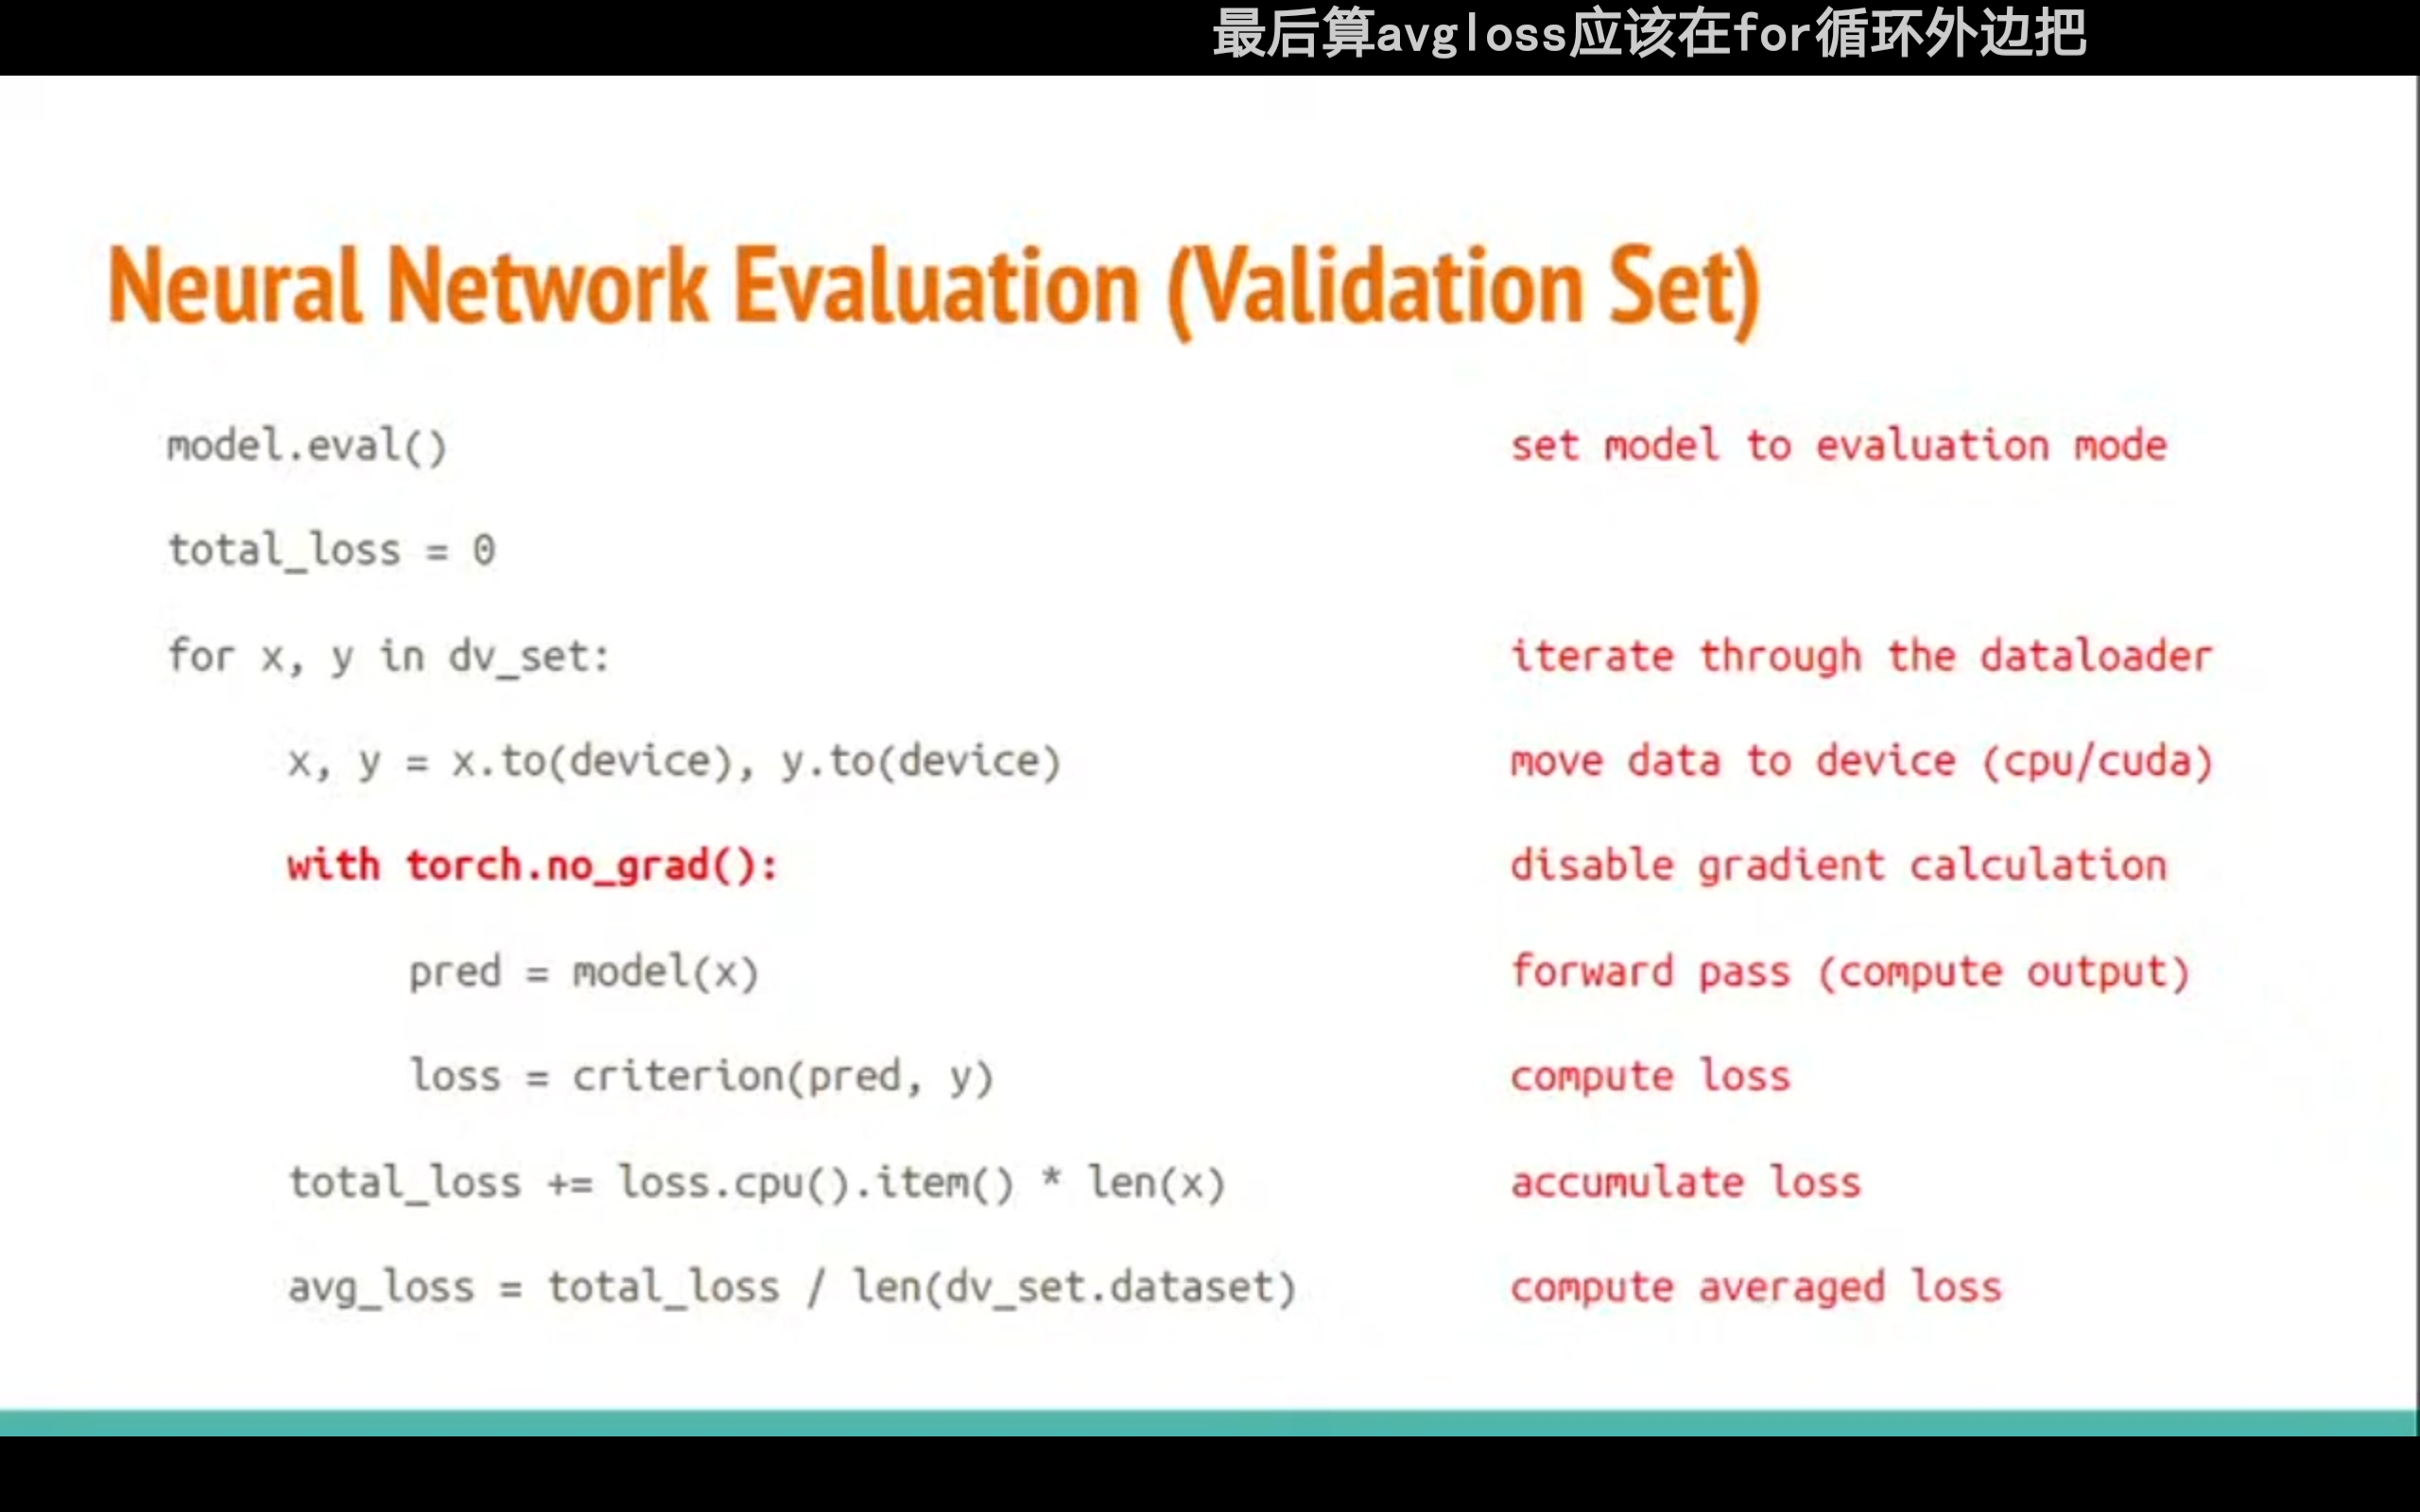 最后算avgloss应该在for循环外边把
Neural Network Evaluation (Validation Set)
model.eval() set model to evaluation mode
total_loss = 0
for x, y in dv_set: iterate through the dataloader
x, y = x.to(device), y.to(device) move data to device (cpu/cuda)
with torch.no_grad(): disable gradient calculation
pred = model(x) forward pass (compute output)
loss = criterion(pred, y) compute loss
total_loss += loss.cpu().item() * len(x) accumulate loss
avg_loss = total_loss / len(dv_set.dataset) compute averaged loss